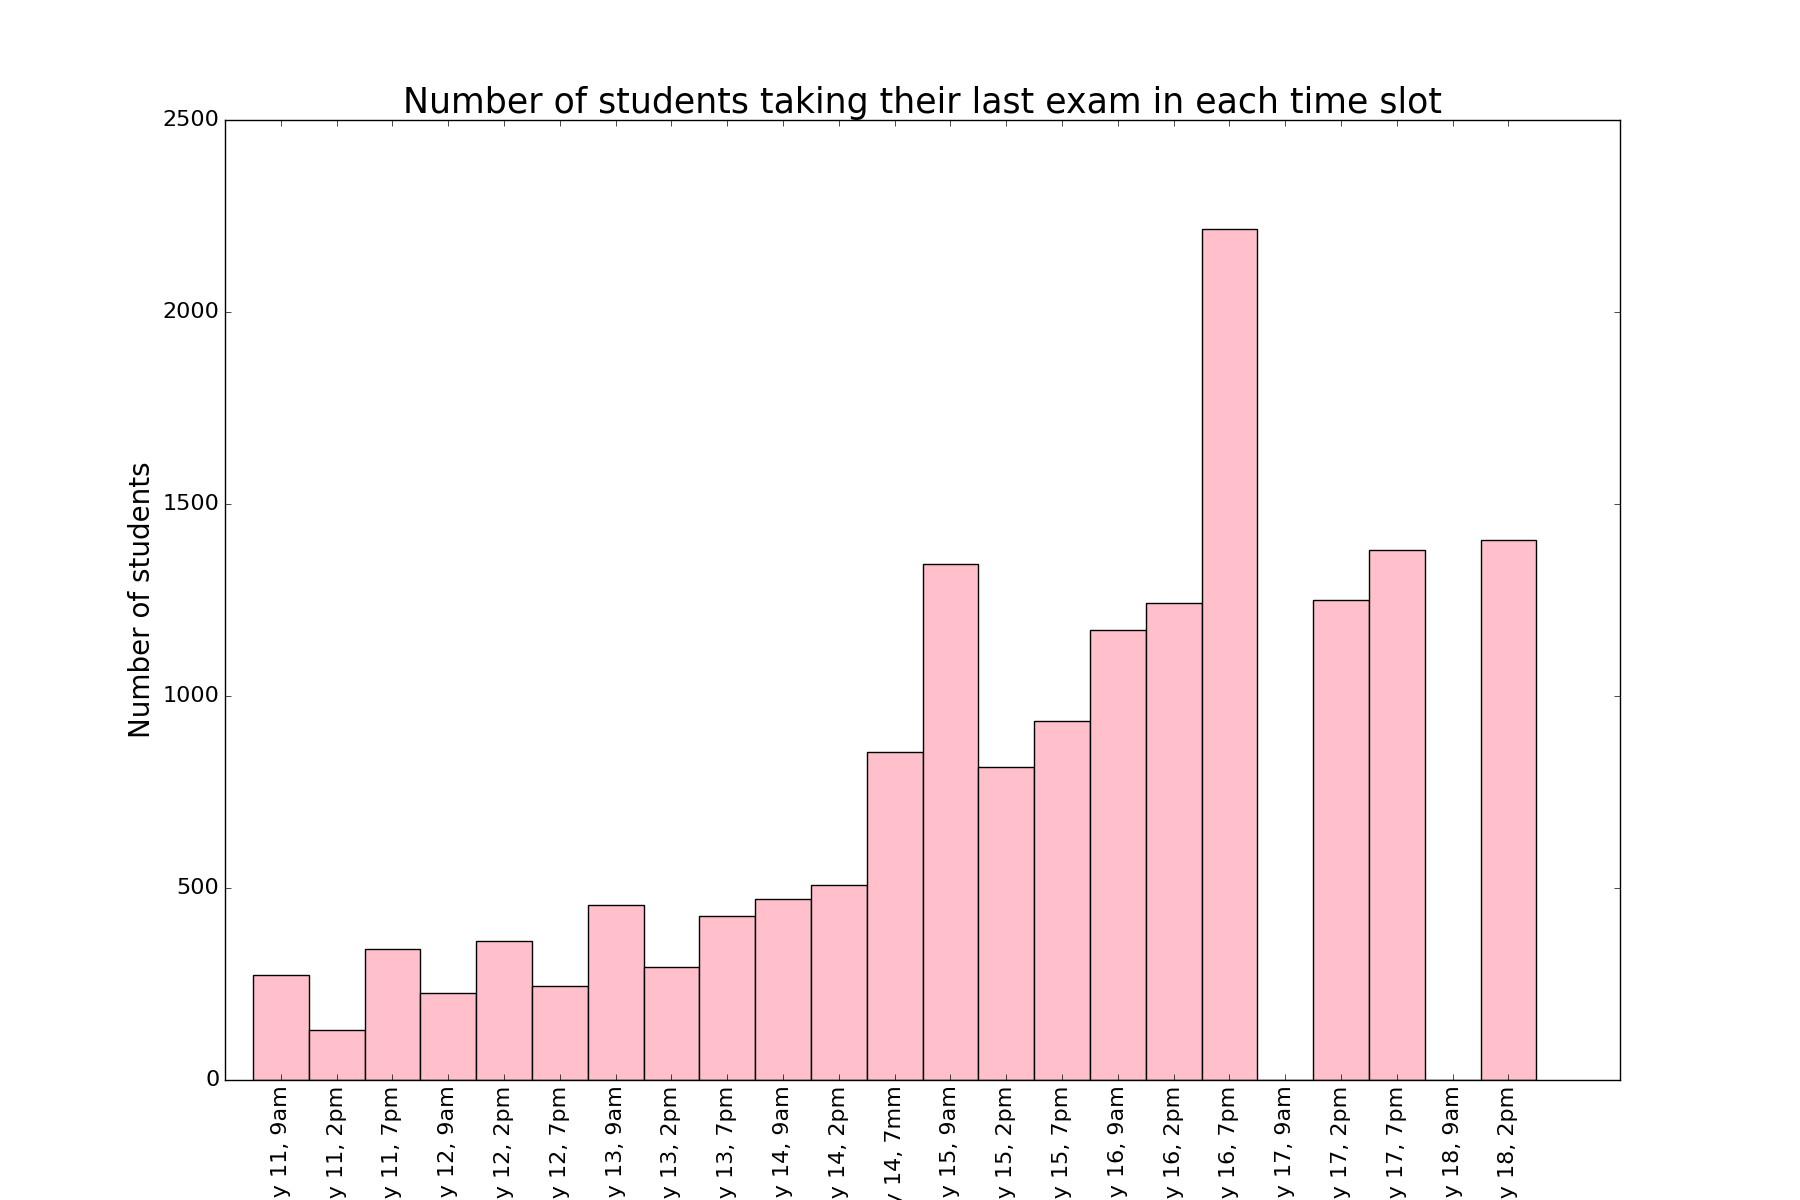 Number of students taking their last exam in each time slot
Number of students
2500
2000
1500
1000
500
0
y 11, 9am
y 11, 2pm
y 11, 7pm
y 12, 9am
y 12, 2pm
y 12, 7pm
y 13, 9am
y 13, 2pm
y 13, 7pm
y 14, 9am
y 14, 2pm
y 14, 7mm
y 15, 9am
y 15, 2pm
y 15, 7pm
y 16, 9am
y 16, 2pm
y 16, 7pm
y 17, 9am
y 17, 2pm
y 17, 7pm
y 18, 9am
y 18, 2pm